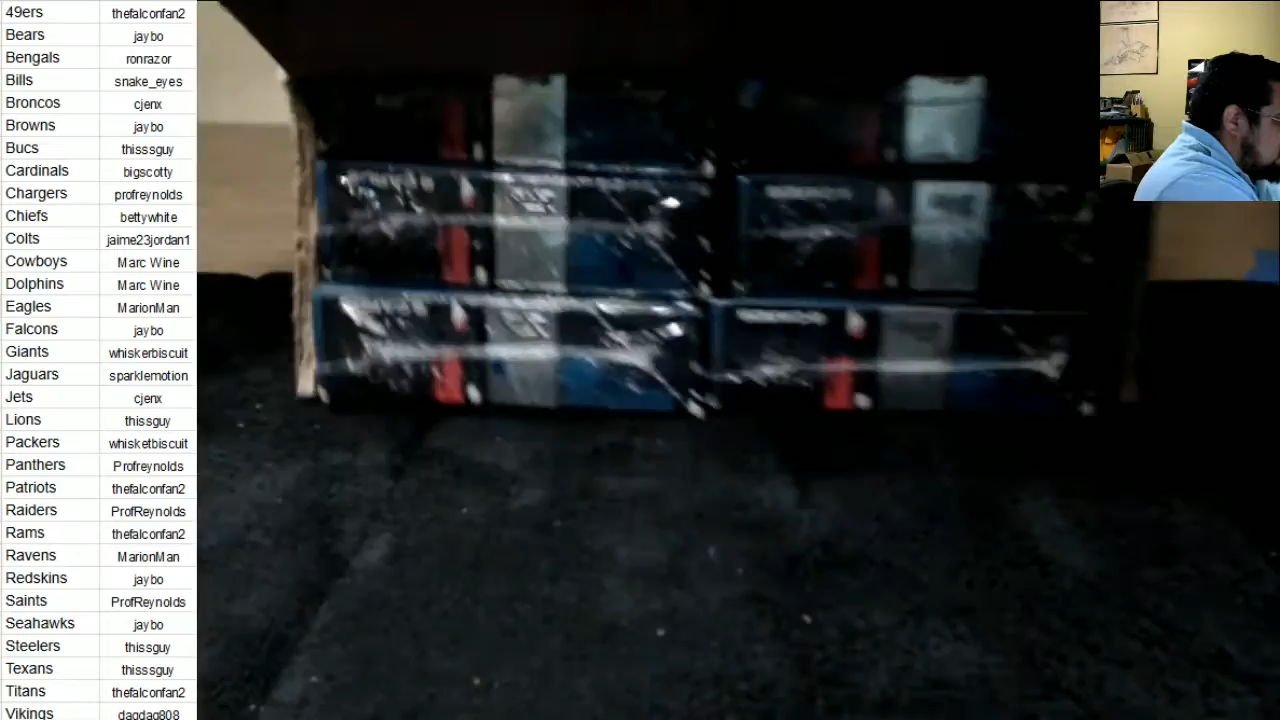 49ers thefalconfan2
Bears jaybo
Bengals ronrazor
Bills snake_eyes
Broncos cjenx
Browns jaybo
Bucs thisssguy
Cardinals bigscotty
Chargers profreynolds
Chiefs bettywhite
Colts jaime23jordan1
Cowboys Marc Wine
Dolphins Marc Wine
Eagles MarionMan
Falcons jaybo
Giants whiskerbiscuit
Jaguars sparklemotion
Jets cjenx
Lions thissguy
Packers whisketbiscuit
Panthers Profreynolds
Patriots thefalconfan2
Raiders ProfReynolds
Rams thefalconfan2
Ravens MarionMan
Redskins jaybo
Saints ProfReynolds
Seahawks jaybo
Steelers thissguy
Texans thisssguy
Titans thefalconfan2
Vikings dagdag808